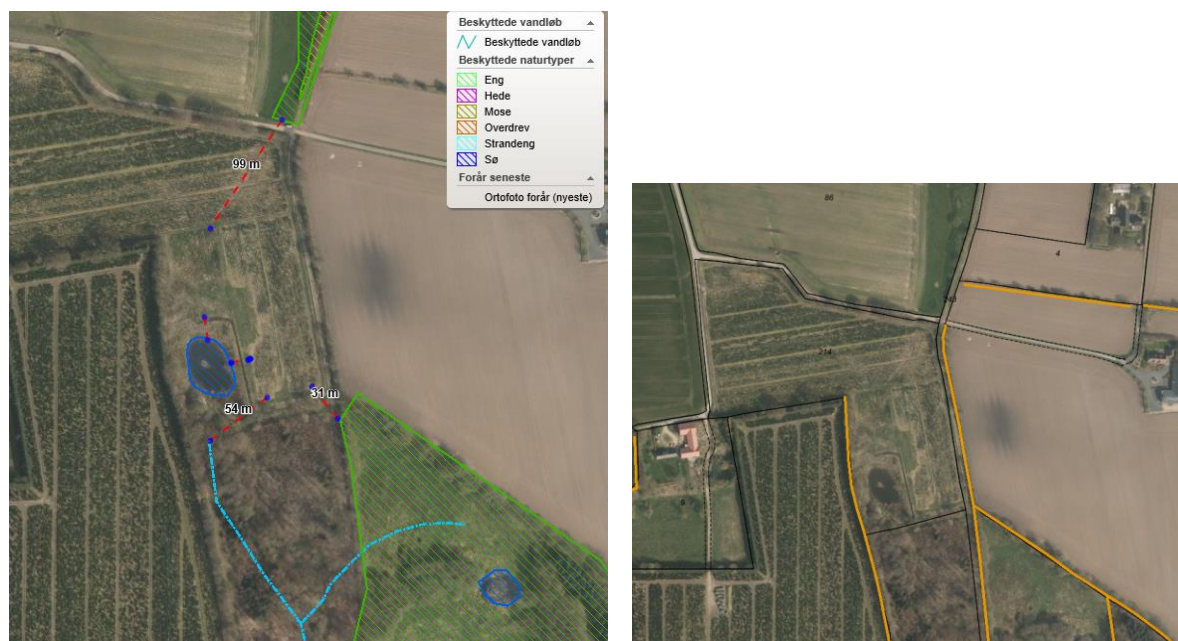 Beskyttede vandløb
Beskyttede vandløb
Beskyttede naturtyper
Eng
Hede
Mose
Overdrev
Strandeng
Sø
Forår seneste
Ortofoto forår (nyeste)
99 m
31 m
54 m
86
4
214
6